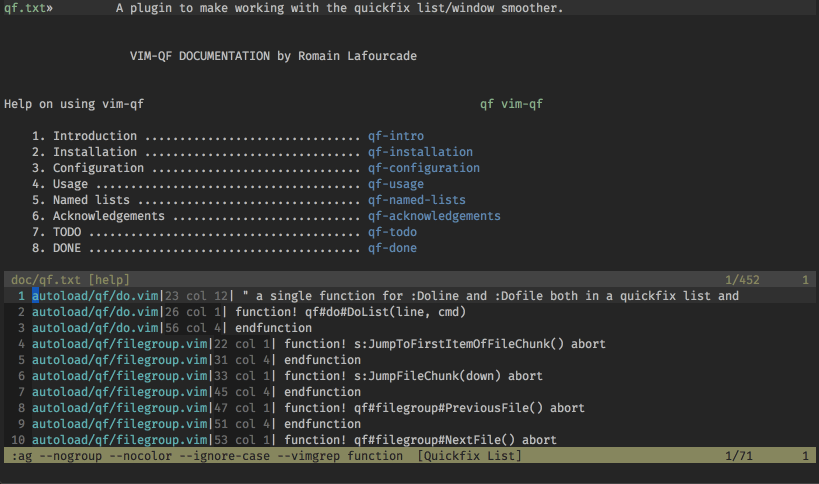 qf.txt»         A plugin to make working with the quickfix list/window smoother.
VIM-QF DOCUMENTATION by Romain Lafourcade
Help on using vim-qf                                                qf vim-qf
1. Introduction ............................... qf-intro
2. Installation ............................... qf-installation
3. Configuration .............................. qf-configuration
4. Usage ...................................... qf-usage
5. Named lists ................................ qf-named-lists
6. Acknowledgements ........................... qf-acknowledgements
7. TODO ....................................... qf-todo
8. DONE ....................................... qf-done
doc/qf.txt [help]                                                1/452      1
1 autoload/qf/do.vim|23 col 12| " a single function for :Doline and :Dofile both in a quickfix list and
2 autoload/qf/do.vim|26 col 1| function! qf#do#DoList(line, cmd)
3 autoload/qf/do.vim|56 col 4| endfunction
4 autoload/qf/filegroup.vim|22 col 1| function! s:JumpToFirstItemOfFileChunk() abort
5 autoload/qf/filegroup.vim|31 col 4| endfunction
6 autoload/qf/filegroup.vim|33 col 1| function! s:JumpFileChunk(down) abort
7 autoload/qf/filegroup.vim|45 col 4| endfunction
8 autoload/qf/filegroup.vim|47 col 1| function! qf#filegroup#PreviousFile() abort
9 autoload/qf/filegroup.vim|51 col 4| endfunction
10 autoload/qf/filegroup.vim|53 col 1| function! qf#filegroup#NextFile() abort
:ag --nogroup --nocolor --ignore-case --vimgrep function  [Quickfix List]                             1/71       1